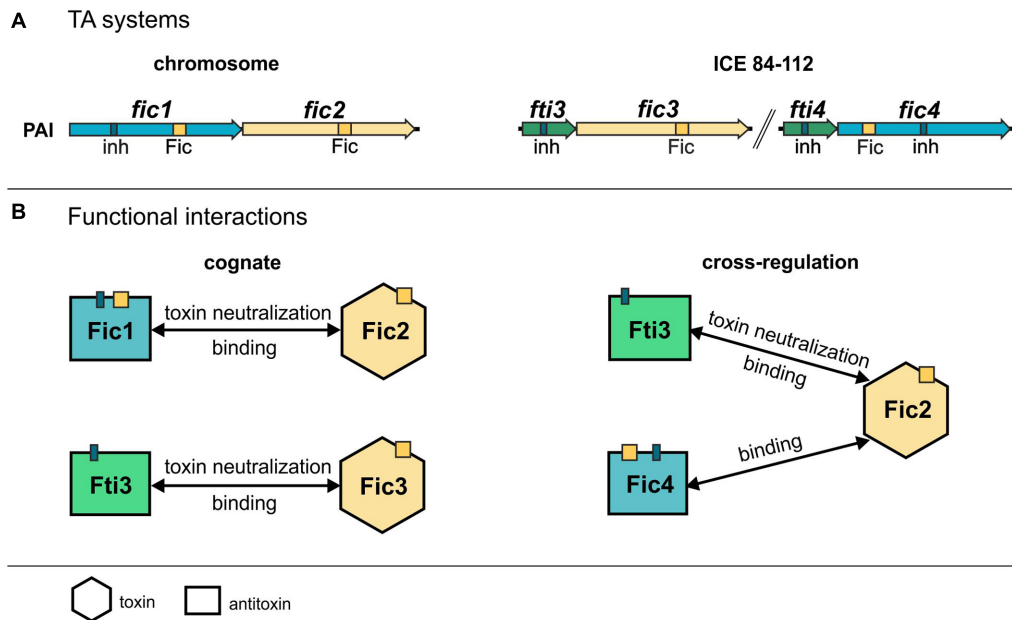 A TA systems
chromosome ICE 84-112
fic1 fic2 fti3 fic3 fti4 fic4
PAI
inh Fic Fic inh Fic inh Fic inh
B Functional interactions
cognate cross-regulation
Fic1 toxin neutralization binding Fic2
Fti3 toxin neutralization binding Fic3
Fti3 toxin neutralization binding Fic2
Fic4 binding
toxin antitoxin